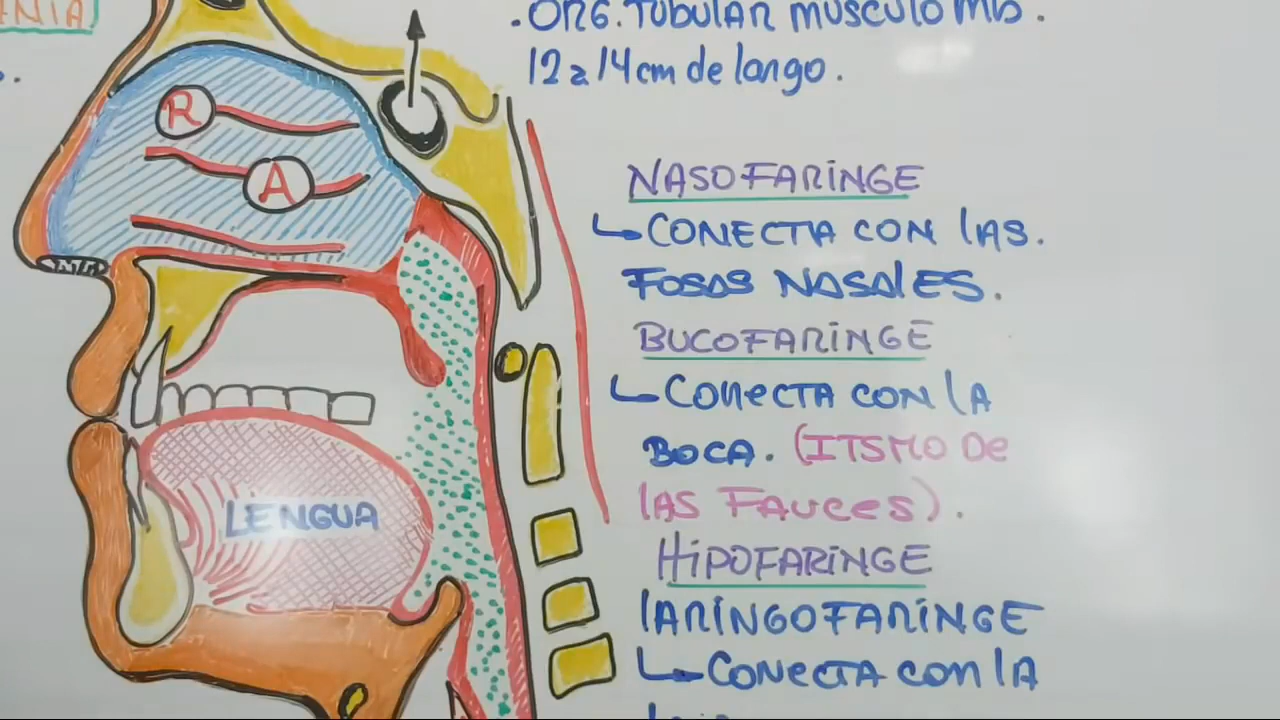 . ORG. TUBULAR MUSCULO Mb .
12 a 14 cm de largo .
R
A
NASOFARINGE
CONECTA CON LAS .
FOSAS NASALES .
BUCOFARINGE
CONECTA CON LA
BOCA . (ITSMO De
LAS FAUCES) .
LENGUA
HIPOFARINGE
LARINGOFARINGE
CONECTA CON LA